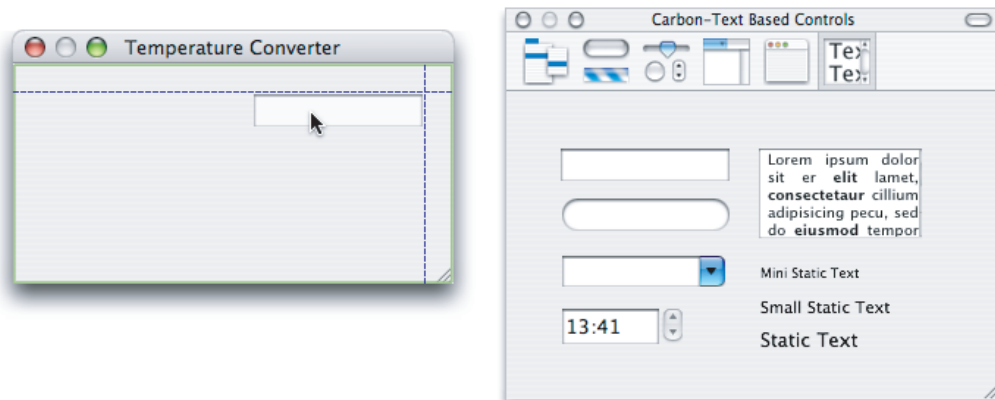 Temperature Converter
Carbon-Text Based Controls
Lorem ipsum dolor
sit er elit lamet,
consectetaur cillium
adipisicing pecu, sed
do eiusmod tempor
Mini Static Text
Small Static Text
13:41
Static Text